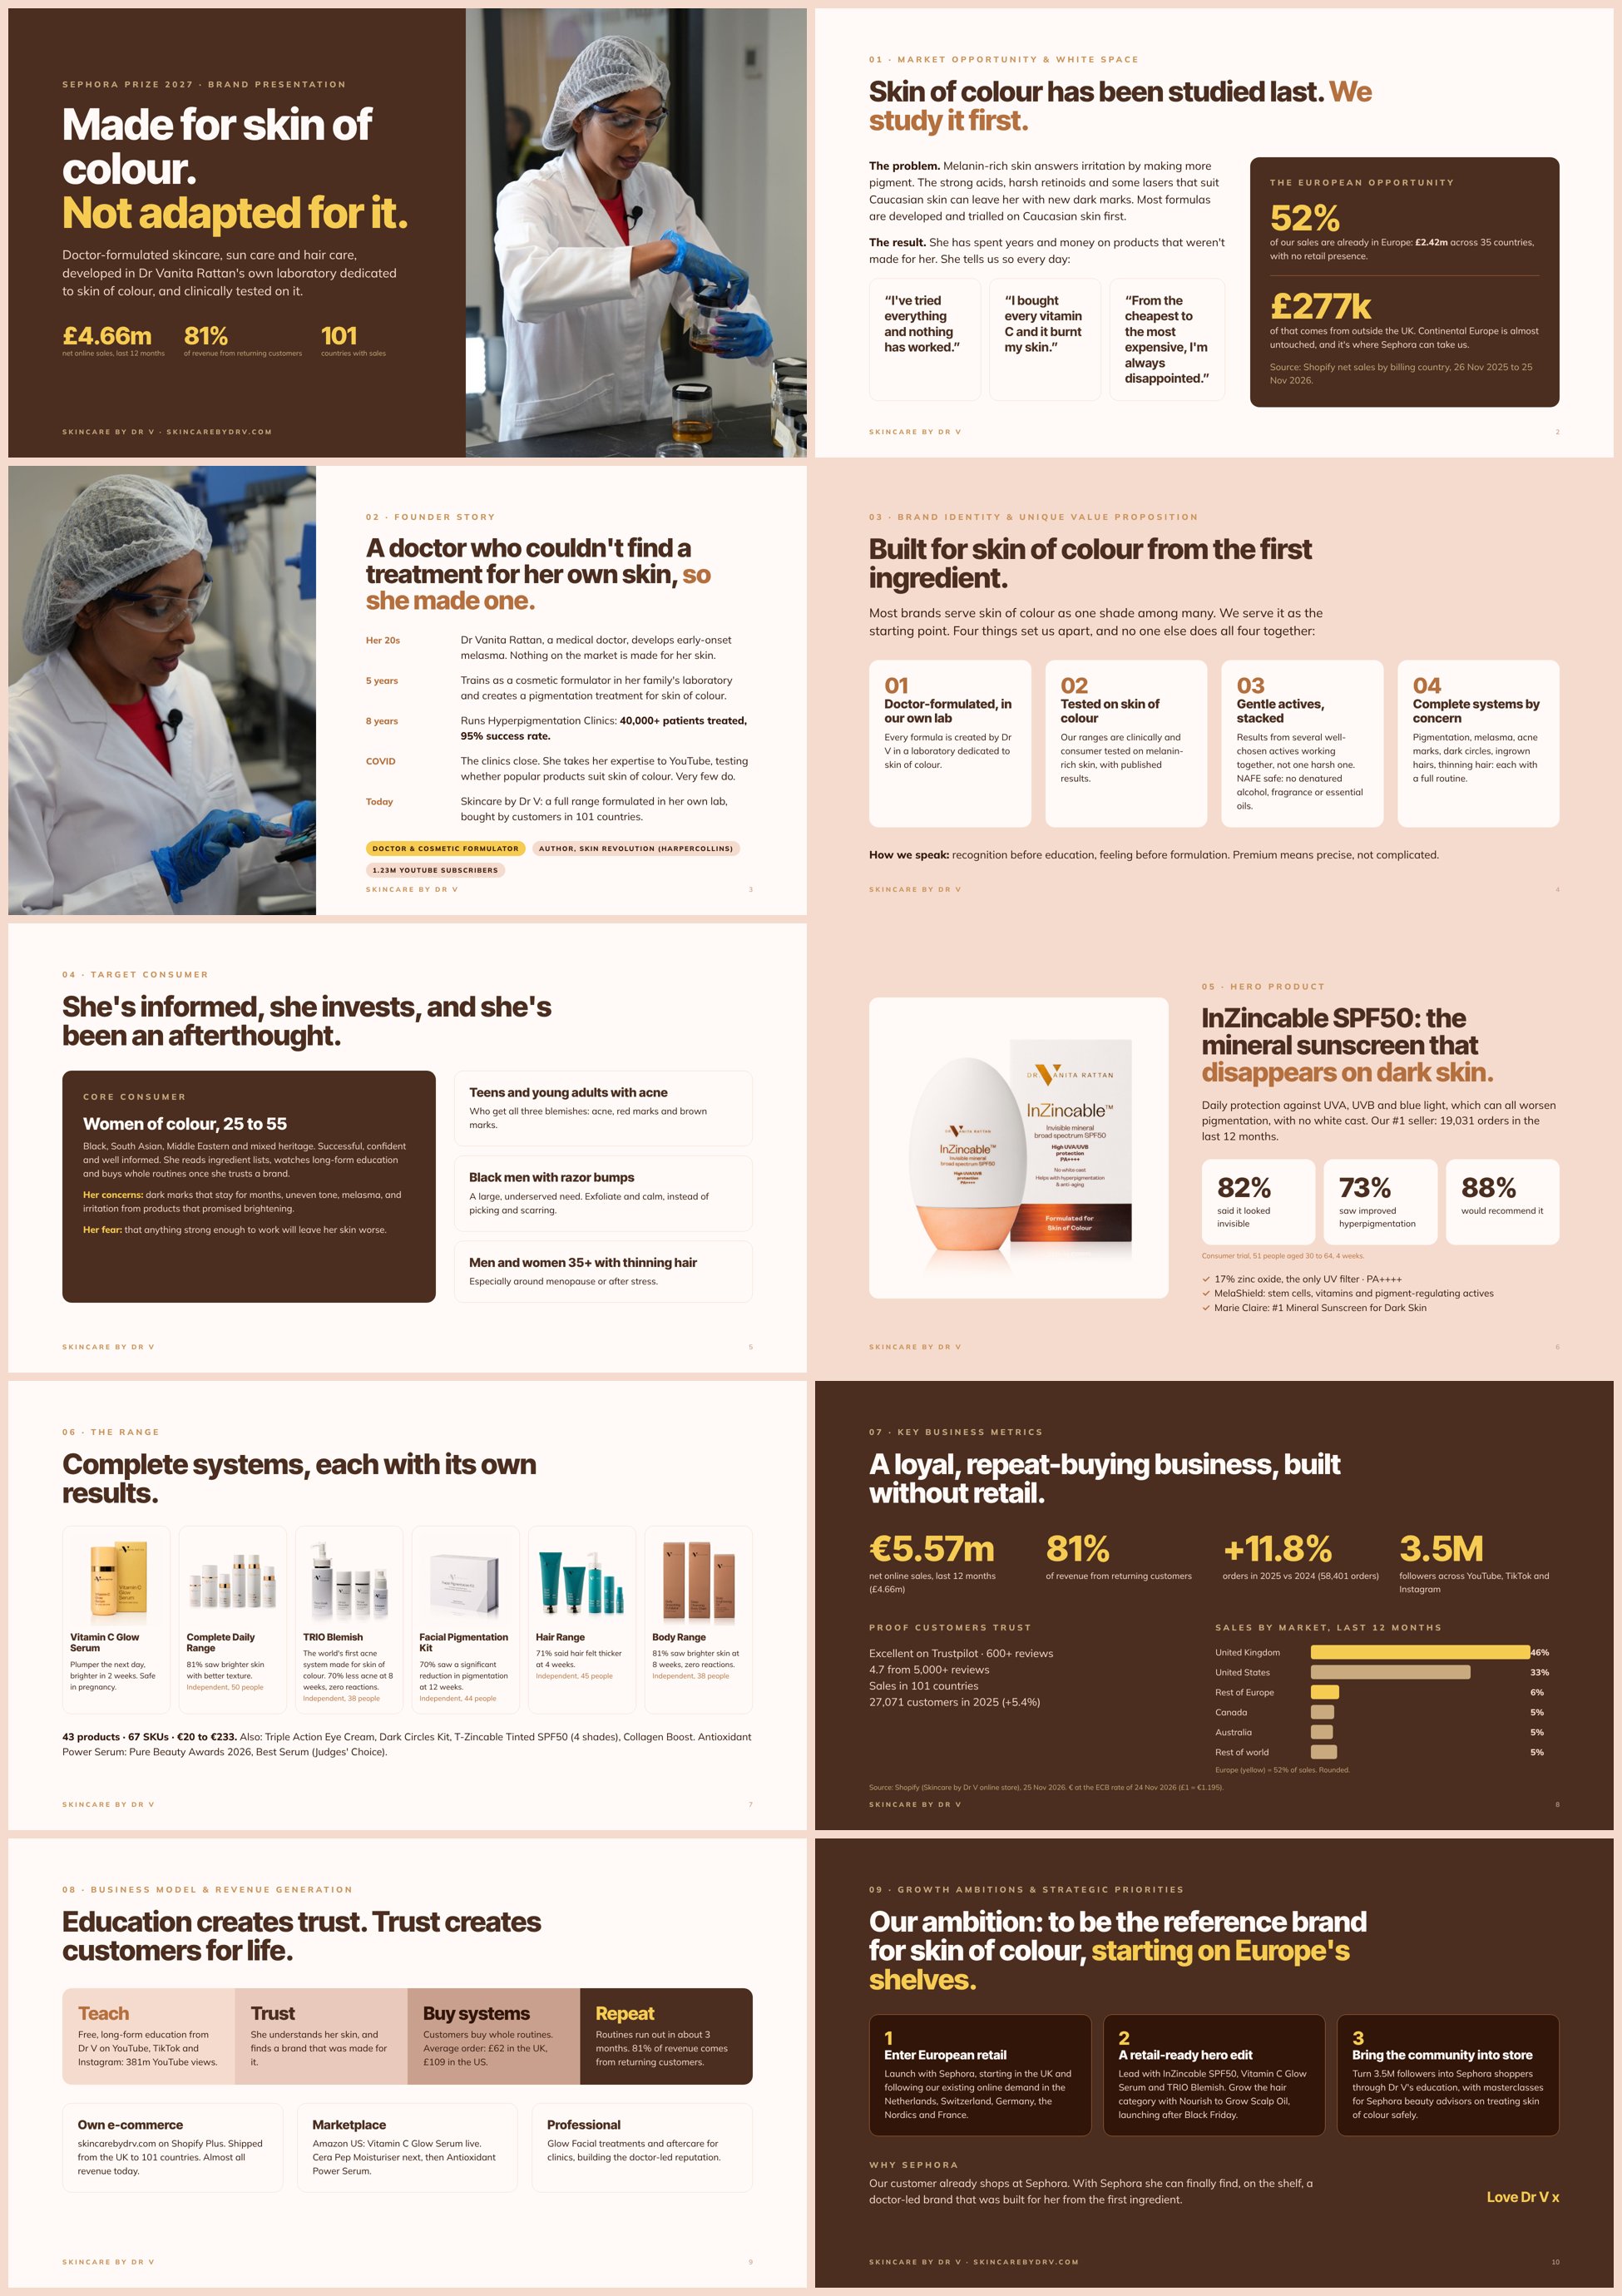 SEPHORA PRIZE 2027 · BRAND PRESENTATION
Made for skin of
colour.
Not adapted for it.
Doctor-formulated skincare, sun care and hair care,
developed in Dr Vanita Rattan's own laboratory dedicated
to skin of colour, and clinically tested on it.
£4.66m
net online sales, last 12 months
81%
of revenue from returning customers
101
countries with sales
SKINCARE BY DR V · SKINCAREBYDRV.COM
01 · MARKET OPPORTUNITY & WHITE SPACE
Skin of colour has been studied last. We
study it first.
The problem. Melanin-rich skin answers irritation by making more
pigment. The strong acids, harsh retinoids and some lasers that suit
Caucasian skin can leave her with new dark marks. Most formulas
are developed and trialled on Caucasian skin first.
The result. She has spent years and money on products that weren't
made for her. She tells us so every day:
“I've tried
everything
and nothing
has worked.”
“I bought
every vitamin
C and it burnt
my skin.”
“From the
cheapest to
the most
expensive, I'm
always
disappointed.”
THE EUROPEAN OPPORTUNITY
52%
of our sales are already in Europe: £2.42m across 35 countries,
with no retail presence.
£277k
of that comes from outside the UK. Continental Europe is almost
untouched, and it's where Sephora can take us.
Source: Shopify net sales by billing country, 26 Nov 2025 to 25
Nov 2026.
SKINCARE BY DR V
2
02 · FOUNDER STORY
A doctor who couldn't find a
treatment for her own skin, so
she made one.
Her 20s
Dr Vanita Rattan, a medical doctor, develops early-onset
melasma. Nothing on the market is made for her skin.
5 years
Trains as a cosmetic formulator in her family's laboratory
and creates a pigmentation treatment for skin of colour.
8 years
Runs Hyperpigmentation Clinics: 40,000+ patients treated,
95% success rate.
COVID
The clinics close. She takes her expertise to YouTube, testing
whether popular products suit skin of colour. Very few do.
Today
Skincare by Dr V: a full range formulated in her own lab,
bought by customers in 101 countries.
DOCTOR & COSMETIC FORMULATOR
AUTHOR, SKIN REVOLUTION (HARPERCOLLINS)
1.23M YOUTUBE SUBSCRIBERS
SKINCARE BY DR V
3
03 · BRAND IDENTITY & UNIQUE VALUE PROPOSITION
Built for skin of colour from the first
ingredient.
Most brands serve skin of colour as one shade among many. We serve it as the
starting point. Four things set us apart, and no one else does all four together:
01
Doctor-formulated, in
our own lab
Every formula is created by Dr
V in a laboratory dedicated to
skin of colour.
02
Tested on skin of
colour
Our ranges are clinically and
consumer tested on melanin-
rich skin, with published
results.
03
Gentle actives,
stacked
Results from several well-
chosen actives working
together, not one harsh one.
NAFE safe: no denatured
alcohol, fragrance or essential
oils.
04
Complete systems by
concern
Pigmentation, melasma, acne
marks, dark circles, ingrown
hairs, thinning hair: each with
a full routine.
How we speak: recognition before education, feeling before formulation. Premium means precise, not complicated.
SKINCARE BY DR V
4
04 · TARGET CONSUMER
She's informed, she invests, and she's
been an afterthought.
CORE CONSUMER
Women of colour, 25 to 55
Black, South Asian, Middle Eastern and mixed heritage. Successful, confident
and well informed. She reads ingredient lists, watches long-form education
and buys whole routines once she trusts a brand.
Her concerns: dark marks that stay for months, uneven tone, melasma, and
irritation from products that promised brightening.
Her fear: that anything strong enough to work will leave her skin worse.
Teens and young adults with acne
Who get all three blemishes: acne, red marks and brown
marks.
Black men with razor bumps
A large, underserved need. Exfoliate and calm, instead of
picking and scarring.
Men and women 35+ with thinning hair
Especially around menopause or after stress.
SKINCARE BY DR V
5
DR VANITA RATTAN
InZincable™
Invisible mineral
broad spectrum SPF50
High UVA/UVB
protection
PA++++
DR VANITA RATTAN
InZincable™
Invisible mineral
broad spectrum SPF50
High UVA/UVB
protection
PA++++
No white cast
Helps with hyperpigmentation
& anti-aging
Formulated for
Skin of Colour
05 · HERO PRODUCT
InZincable SPF50: the
mineral sunscreen that
disappears on dark skin.
Daily protection against UVA, UVB and blue light, which can all worsen
pigmentation, with no white cast. Our #1 seller: 19,031 orders in the
last 12 months.
82%
said it looked
invisible
73%
saw improved
hyperpigmentation
88%
would recommend it
Consumer trial, 51 people aged 30 to 64, 4 weeks.
✓ 17% zinc oxide, the only UV filter · PA++++
✓ MelaShield: stem cells, vitamins and pigment-regulating actives
✓ Marie Claire: #1 Mineral Sunscreen for Dark Skin
SKINCARE BY DR V
6
06 · THE RANGE
Complete systems, each with its own
results.
Vitamin C Glow
Serum
Plumper the next day,
brighter in 2 weeks. Safe
in pregnancy.
Complete Daily
Range
81% saw brighter skin
with better texture.
Independent, 50 people
TRIO Blemish
The world's first acne
system made for skin of
colour. 70% less acne at 8
weeks, zero reactions.
Independent, 38 people
Facial Pigmentation
Kit
70% saw a significant
reduction in pigmentation
at 12 weeks.
Independent, 44 people
Hair Range
71% said hair felt thicker
at 4 weeks.
Independent, 45 people
Body Range
81% saw brighter skin at
8 weeks, zero reactions.
Independent, 38 people
43 products · 67 SKUs · €20 to €233. Also: Triple Action Eye Cream, Dark Circles Kit, T-Zincable Tinted SPF50 (4 shades), Collagen Boost. Antioxidant
Power Serum: Pure Beauty Awards 2026, Best Serum (Judges' Choice).
SKINCARE BY DR V
7
07 · KEY BUSINESS METRICS
A loyal, repeat-buying business, built
without retail.
€5.57m
net online sales, last 12 months
(£4.66m)
81%
of revenue from returning customers
+11.8%
orders in 2025 vs 2024 (58,401 orders)
3.5M
followers across YouTube, TikTok and
Instagram
PROOF CUSTOMERS TRUST
Excellent on Trustpilot · 600+ reviews
4.7 from 5,000+ reviews
Sales in 101 countries
27,071 customers in 2025 (+5.4%)
SALES BY MARKET, LAST 12 MONTHS
United Kingdom 46%
United States 33%
Rest of Europe 6%
Canada 5%
Australia 5%
Rest of world 5%
Europe (yellow) = 52% of sales. Rounded.
Source: Shopify (Skincare by Dr V online store), 25 Nov 2026. € at the ECB rate of 24 Nov 2026 (£1 = €1.195).
SKINCARE BY DR V
8
08 · BUSINESS MODEL & REVENUE GENERATION
Education creates trust. Trust creates
customers for life.
Teach
Free, long-form education from
Dr V on YouTube, TikTok and
Instagram: 381m YouTube views.
Trust
She understands her skin, and
finds a brand that was made for
it.
Buy systems
Customers buy whole routines.
Average order: £62 in the UK,
£109 in the US.
Repeat
Routines run out in about 3
months. 81% of revenue comes
from returning customers.
Own e-commerce
skincarebydrv.com on Shopify Plus. Shipped
from the UK to 101 countries. Almost all
revenue today.
Marketplace
Amazon US: Vitamin C Glow Serum live.
Cera Pep Moisturiser next, then Antioxidant
Power Serum.
Professional
Glow Facial treatments and aftercare for
clinics, building the doctor-led reputation.
SKINCARE BY DR V
9
09 · GROWTH AMBITIONS & STRATEGIC PRIORITIES
Our ambition: to be the reference brand
for skin of colour, starting on Europe's
shelves.
1
Enter European retail
Launch with Sephora, starting in the UK and
following our existing online demand in the
Netherlands, Switzerland, Germany, the
Nordics and France.
2
A retail-ready hero edit
Lead with InZincable SPF50, Vitamin C Glow
Serum and TRIO Blemish. Grow the hair
category with Nourish to Grow Scalp Oil,
launching after Black Friday.
3
Bring the community into store
Turn 3.5M followers into Sephora shoppers
through Dr V's education, with masterclasses
for Sephora beauty advisors on treating skin
of colour safely.
WHY SEPHORA
Our customer already shops at Sephora. With Sephora she can finally find, on the shelf, a
doctor-led brand that was built for her from the first ingredient.
Love Dr V x
SKINCARE BY DR V · SKINCAREBYDRV.COM
10